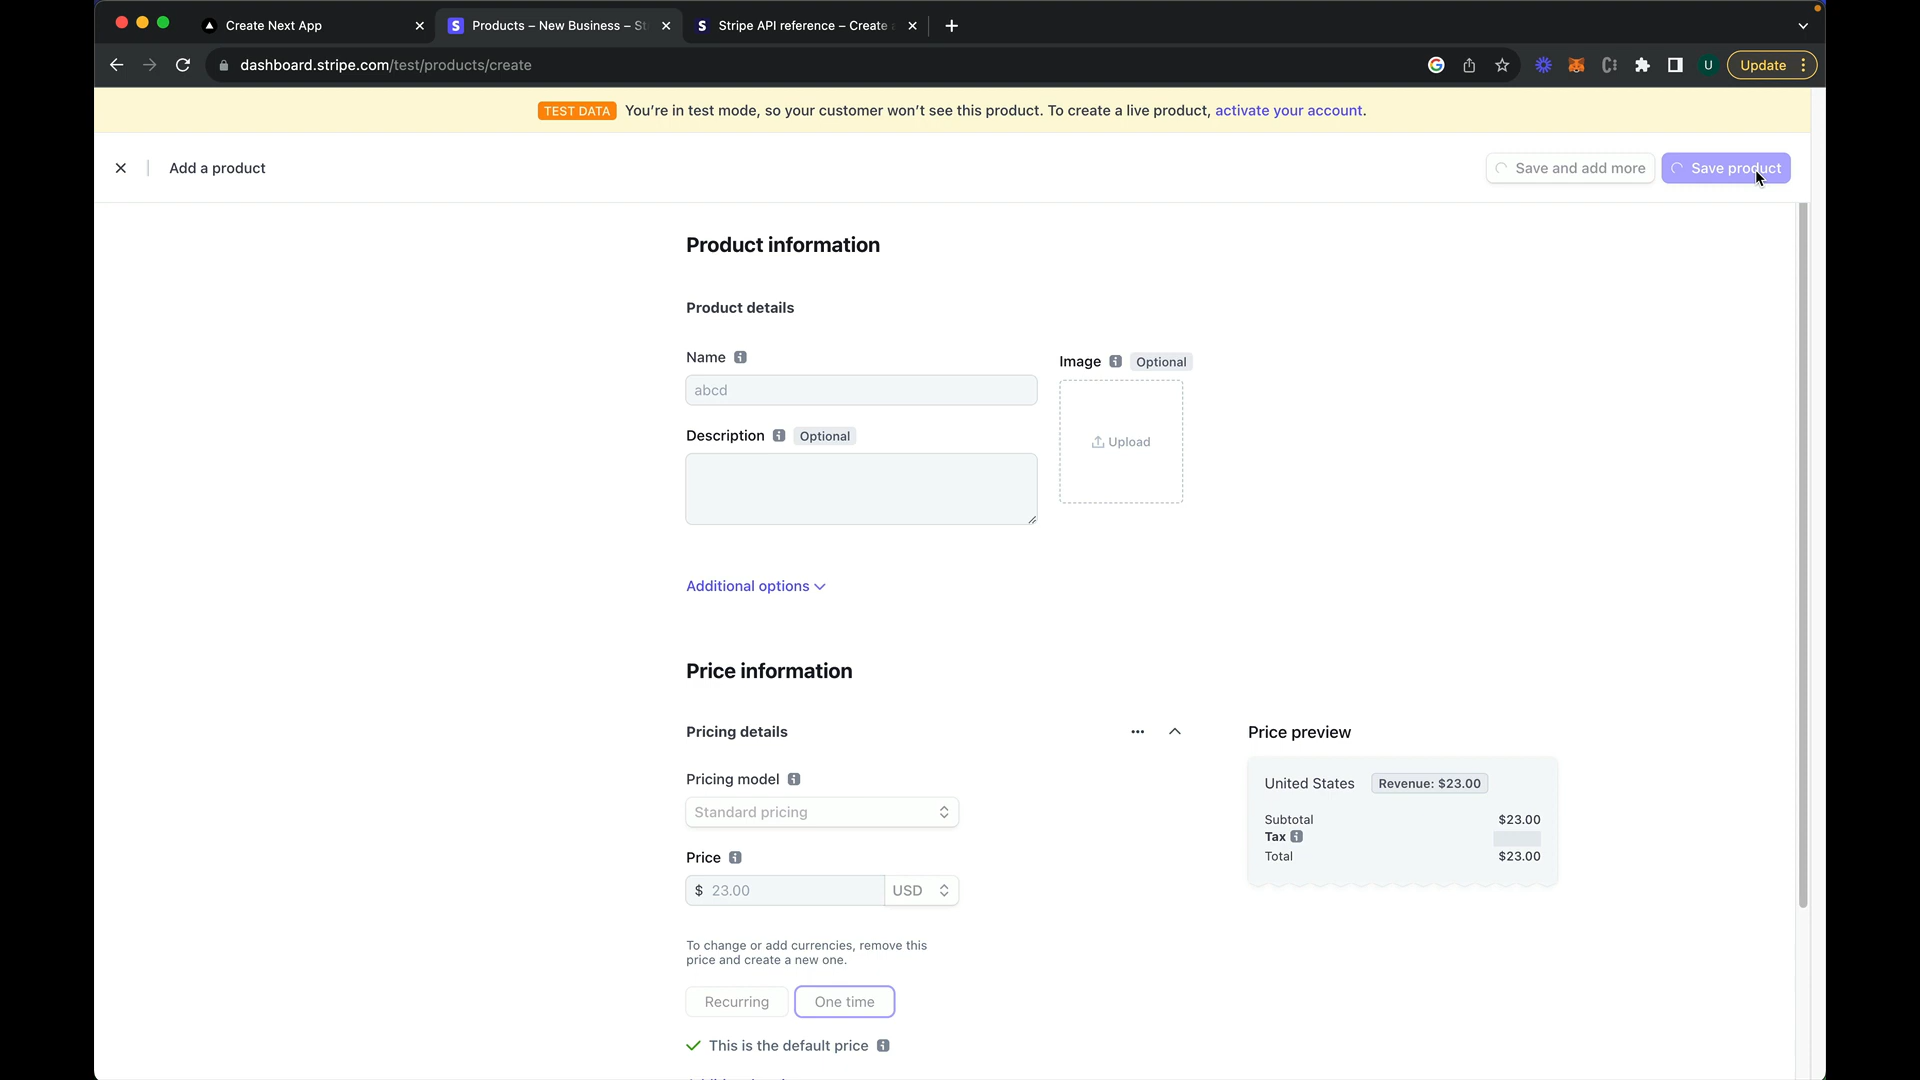 Create Next App
Products – New Business – St
Stripe API reference – Create
dashboard.stripe.com/test/products/create
U
Update
TEST DATA You're in test mode, so your customer won't see this product. To create a live product, activate your account.
Add a product
Save and add more
Save product
Product information
Product details
Name
abcd
Image Optional
Upload
Description Optional
Additional options
Price information
Pricing details
Pricing model
Standard pricing
Price
$ 23.00 USD
To change or add currencies, remove this
price and create a new one.
Recurring
One time
This is the default price
Price preview
United States Revenue: $23.00
Subtotal $23.00
Tax
Total $23.00